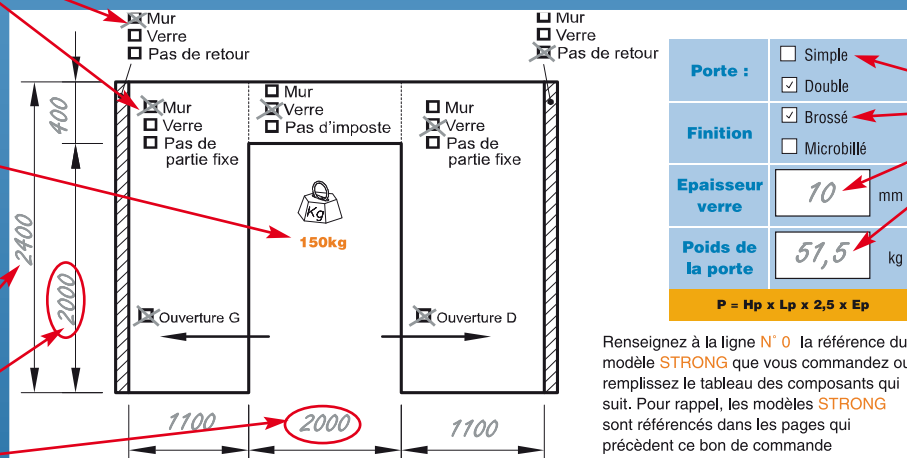 Mur
Verre
Pas de retour
Mur
Verre
Pas de retour
400
2400
2000
Mur
Verre
Pas de
partie fixe
Mur
Verre
Pas d'imposte
Mur
Verre
Pas de
partie fixe
Kg
150kg
Ouverture G
Ouverture D
1100
2000
1100
Porte :
Simple
Double
Finition
Brossé
Microbillé
Epaisseur
verre
10 mm
Poids de
la porte
51,5 kg
P = Hp x Lp x 2,5 x Ep
Renseignez à la ligne N° 0 la référence du
modèle STRONG que vous commandez ou
remplissez le tableau des composants qui
suit. Pour rappel, les modèles STRONG
sont référencés dans les pages qui
précèdent ce bon de commande